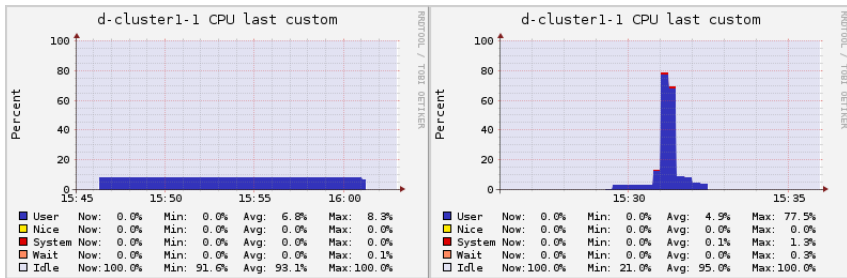 d-cluster1-1 CPU last custom
RRDTOOL / TOBI OETIKER
Percent
100
80
60
40
20
0
15:45 15:50 15:55 16:00
User Now: 0.0% Min: 0.0% Avg: 6.8% Max: 8.3%
Nice Now: 0.0% Min: 0.0% Avg: 0.0% Max: 0.0%
System Now: 0.0% Min: 0.0% Avg: 0.0% Max: 0.0%
Wait Now: 0.0% Min: 0.0% Avg: 0.0% Max: 0.1%
Idle Now:100.0% Min: 91.6% Avg: 93.1% Max:100.0%
d-cluster1-1 CPU last custom
RRDTOOL / TOBI OETIKER
Percent
100
80
60
40
20
0
15:30 15:35
User Now: 0.0% Min: 0.0% Avg: 4.9% Max: 77.5%
Nice Now: 0.0% Min: 0.0% Avg: 0.0% Max: 0.0%
System Now: 0.0% Min: 0.0% Avg: 0.1% Max: 1.3%
Wait Now: 0.0% Min: 0.0% Avg: 0.0% Max: 0.3%
Idle Now:100.0% Min: 21.0% Avg: 95.0% Max:100.0%